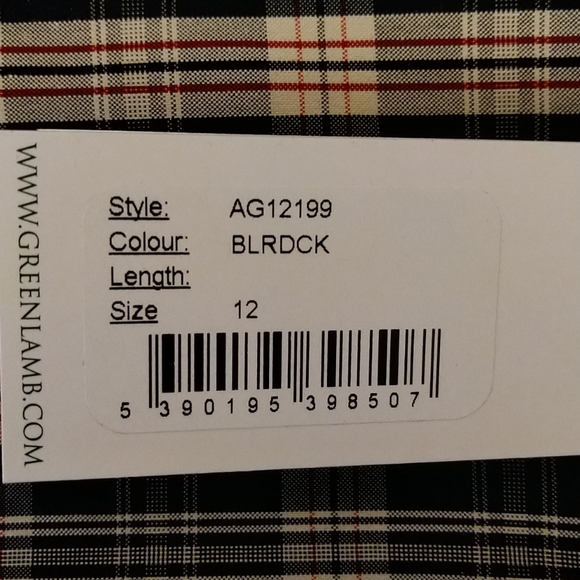 WWW.GREENLAMB.COM
Style: AG12199
Colour: BLRDCK
Length:
Size 12
5 390195 398507